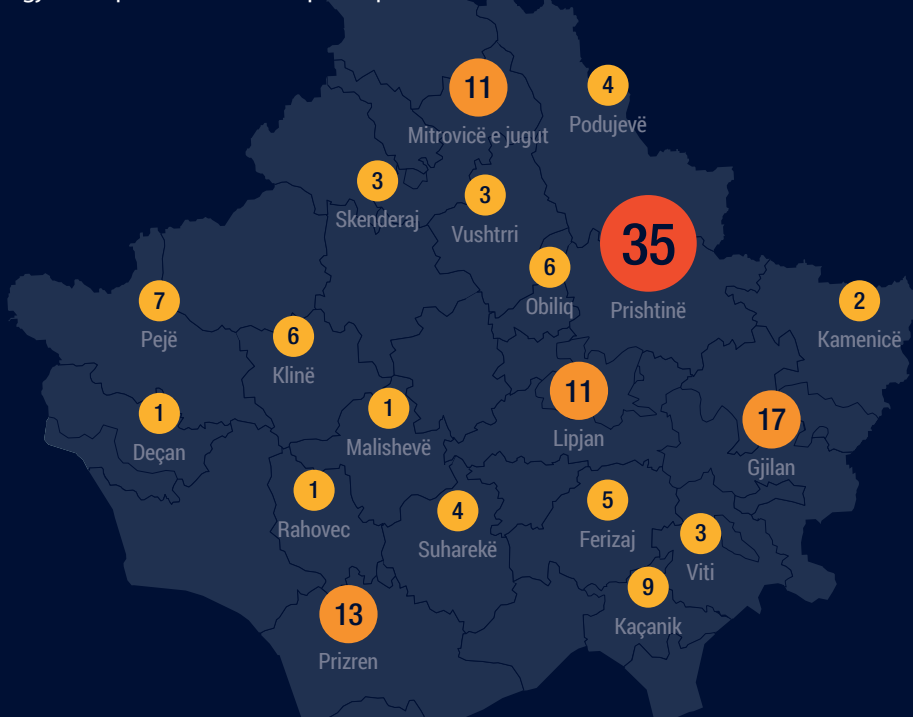 11
Mitrovicë e jugut
4
Podujevë
3
Skenderaj
3
Vushtrri
35
Prishtinë
6
Obiliq
7
Pejë
2
Kamenicë
6
Klinë
1
Deçan
1
Malishevë
11
Lipjan
17
Gjilan
1
Rahovec
4
Suharekë
5
Ferizaj
3
Viti
9
Kaçanik
13
Prizren